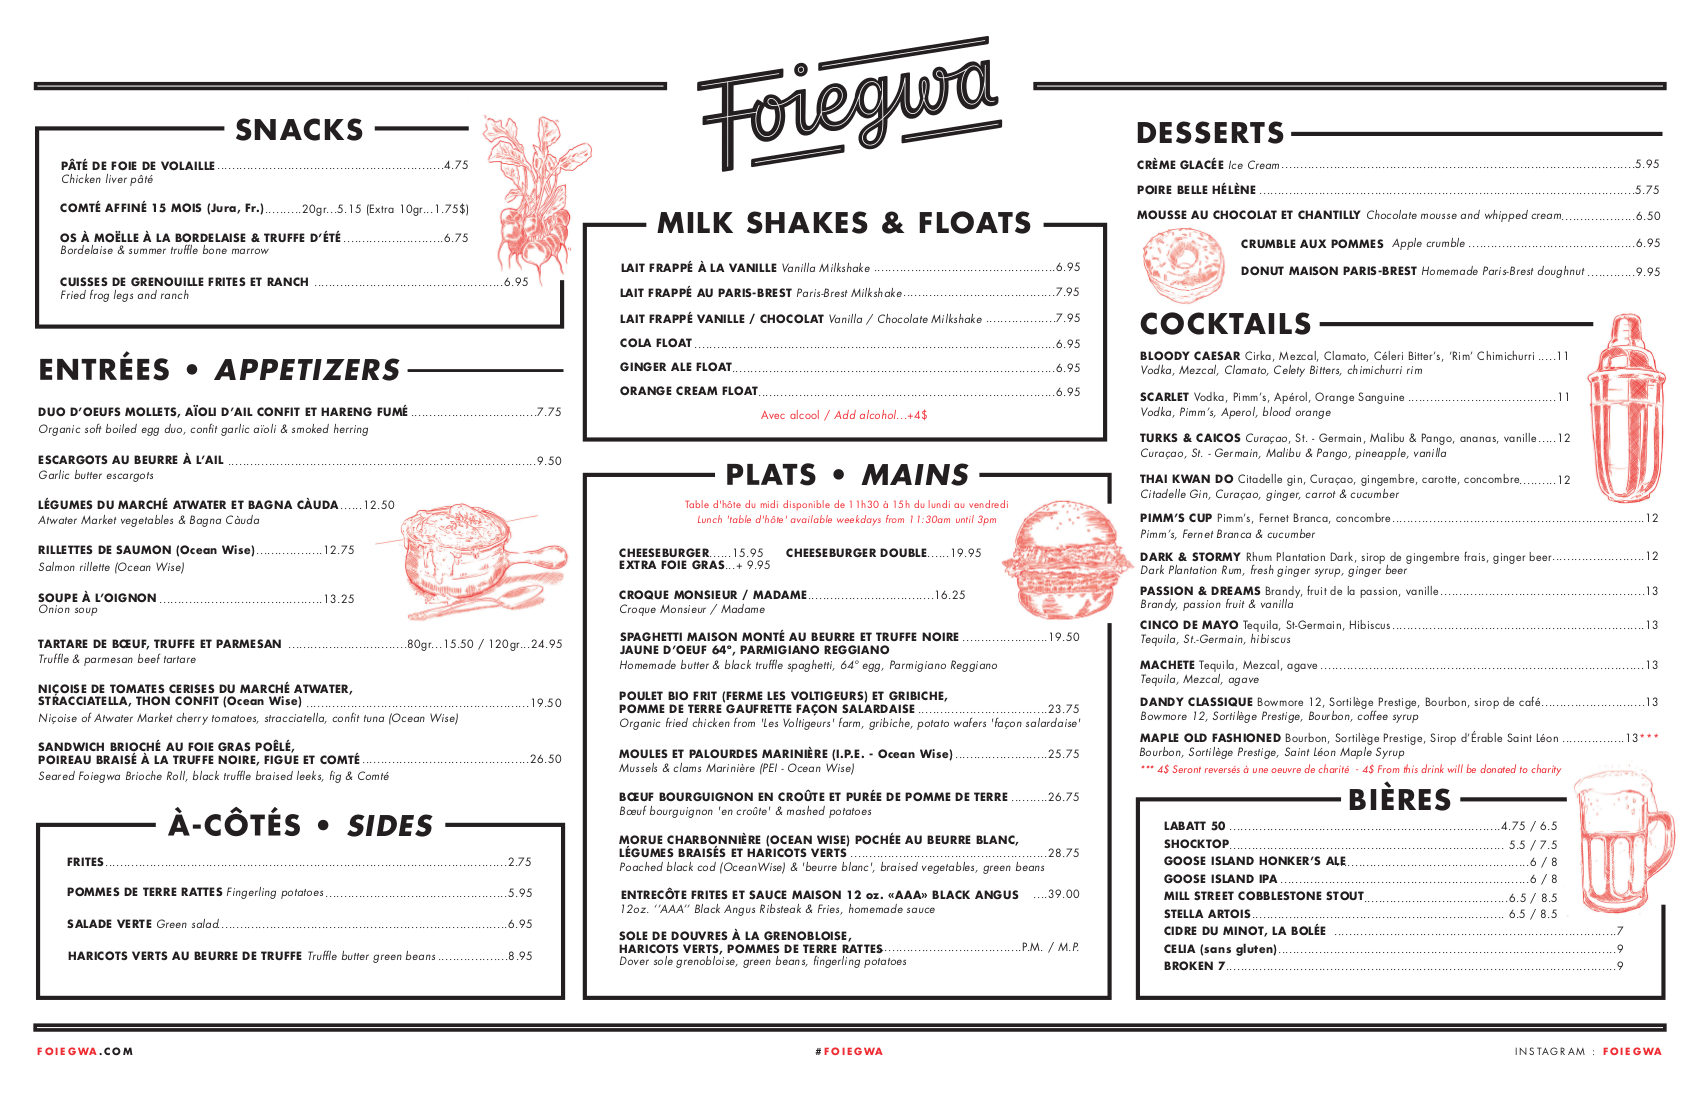 Foiegwa
SNACKS
PÂTÉ DE FOIE DE VOLAILLE 4.75
Chicken liver pâté
COMTÉ AFFINÉ 15 MOIS (Jura, Fr.) 20gr...5.15 (Extra 10gr...1.75$)
OS À MOËLLE À LA BORDELAISE & TRUFFE D'ÉTÉ 6.75
Bordelaise & summer truffle bone marrow
CUISSES DE GRENOUILLE FRITES ET RANCH 6.95
Fried frog legs and ranch
ENTRÉES • APPETIZERS
DUO D'OEUFS MOLLETS, AÏOLI D'AIL CONFIT ET HARENG FUMÉ 7.75
Organic soft boiled egg duo, confit garlic aïoli & smoked herring
ESCARGOTS AU BEURRE À L'AIL 9.50
Garlic butter escargots
LÉGUMES DU MARCHÉ ATWATER ET BAGNA CÀUDA 12.50
Atwater Market vegetables & Bagna Càuda
RILLETTES DE SAUMON (Ocean Wise) 12.75
Salmon rillette (Ocean Wise)
SOUPE À L'OIGNON 13.25
Onion soup
TARTARE DE BŒUF, TRUFFE ET PARMESAN 80gr...15.50 / 120gr...24.95
Truffle & parmesan beef tartare
NIÇOISE DE TOMATES CERISES DU MARCHÉ ATWATER,
STRACCIATELLA, THON CONFIT (Ocean Wise) 19.50
Niçoise of Atwater Market cherry tomatoes, stracciatella, confit tuna (Ocean Wise)
SANDWICH BRIOCHÉ AU FOIE GRAS POÊLÉ,
POIREAU BRAISÉ À LA TRUFFE NOIRE, FIGUE ET COMTÉ 26.50
Seared Foiegwa Brioche Roll, black truffle braised leeks, fig & Comté
À-CÔTÉS • SIDES
FRITES 2.75
POMMES DE TERRE RATTES Fingerling potatoes 5.95
SALADE VERTE Green salad 6.95
HARICOTS VERTS AU BEURRE DE TRUFFE Truffle butter green beans 8.95
MILK SHAKES & FLOATS
LAIT FRAPPÉ À LA VANILLE Vanilla Milkshake 6.95
LAIT FRAPPÉ AU PARIS-BREST Paris-Brest Milkshake 7.95
LAIT FRAPPÉ VANILLE / CHOCOLAT Vanilla / Chocolate Milkshake 7.95
COLA FLOAT 6.95
GINGER ALE FLOAT 6.95
ORANGE CREAM FLOAT 6.95
Avec alcool / Add alcohol...+4$
PLATS • MAINS
Table d'hôte du midi disponible de 11h30 à 15h du lundi au vendredi
Lunch 'table d'hôte' available weekdays from 11:30am until 3pm
CHEESEBURGER 15.95 CHEESEBURGER DOUBLE 19.95
EXTRA FOIE GRAS...+ 9.95
CROQUE MONSIEUR / MADAME 16.25
Croque Monsieur / Madame
SPAGHETTI MAISON MONTÉ AU BEURRE ET TRUFFE NOIRE 19.50
JAUNE D'OEUF 64°, PARMIGIANO REGGIANO
Homemade butter & black truffle spaghetti, 64° egg, Parmigiano Reggiano
POULET BIO FRIT (FERME LES VOLTIGEURS) ET GRIBICHE,
POMME DE TERRE GAUFRETTE FAÇON SALARDAISE 23.75
Organic fried chicken from 'Les Voltigeurs' farm, gribiche, potato wafers 'façon salardaise'
MOULES ET PALOURDES MARINIÈRE (I.P.E. - Ocean Wise) 25.75
Mussels & clams Marinière (PEI - Ocean Wise)
BŒUF BOURGUIGNON EN CROÛTE ET PURÉE DE POMME DE TERRE 26.75
Bœuf bourguignon 'en croûte' & mashed potatoes
MORUE CHARBONNIÈRE (OCEAN WISE) POCHÉE AU BEURRE BLANC,
LÉGUMES BRAISÉS ET HARICOTS VERTS 28.75
Poached black cod (OceanWise) & 'beurre blanc', braised vegetables, green beans
ENTRECÔTE FRITES ET SAUCE MAISON 12 oz. «AAA» BLACK ANGUS 39.00
12oz. ''AAA'' Black Angus Ribsteak & Fries, homemade sauce
SOLE DE DOUVRES À LA GRENOBLOISE,
HARICOTS VERTS, POMMES DE TERRE RATTES P.M. / M.P.
Dover sole grenobloise, green beans, fingerling potatoes
DESSERTS
CRÈME GLACÉE Ice Cream 5.95
POIRE BELLE HÉLÈNE 5.75
MOUSSE AU CHOCOLAT ET CHANTILLY Chocolate mousse and whipped cream 6.50
CRUMBLE AUX POMMES Apple crumble 6.95
DONUT MAISON PARIS-BREST Homemade Paris-Brest doughnut 9.95
COCKTAILS
BLOODY CAESAR Cirka, Mezcal, Clamato, Céleri Bitter's, 'Rim' Chimichurri 11
Vodka, Mezcal, Clamato, Celety Bitters, chimichurri rim
SCARLET Vodka, Pimm's, Apérol, Orange Sanguine 11
Vodka, Pimm's, Aperol, blood orange
TURKS & CAICOS Curaçao, St. - Germain, Malibu & Pango, ananas, vanille 12
Curaçao, St. - Germain, Malibu & Pango, pineapple, vanilla
THAI KWAN DO Citadelle gin, Curaçao, gingembre, carotte, concombre 12
Citadelle Gin, Curaçao, ginger, carrot & cucumber
PIMM'S CUP Pimm's, Fernet Branca, concombre 12
Pimm's, Fernet Branca & cucumber
DARK & STORMY Rhum Plantation Dark, sirop de gingembre frais, ginger beer 12
Dark Plantation Rum, fresh ginger syrup, ginger beer
PASSION & DREAMS Brandy, fruit de la passion, vanille 13
Brandy, passion fruit & vanilla
CINCO DE MAYO Tequila, St-Germain, Hibiscus 13
Tequila, St.-Germain, hibiscus
MACHETE Tequila, Mezcal, agave 13
Tequila, Mezcal, agave
DANDY CLASSIQUE Bowmore 12, Sortilège Prestige, Bourbon, sirop de café 13
Bowmore 12, Sortilège Prestige, Bourbon, coffee syrup
MAPLE OLD FASHIONED Bourbon, Sortilège Prestige, Sirop d'Érable Saint Léon 13***
Bourbon, Sortilège Prestige, Saint Léon Maple Syrup
*** 4$ Seront reversés à une oeuvre de charité - 4$ From this drink will be donated to charity
BIÈRES
LABATT 50 4.75 / 6.5
SHOCKTOP 5.5 / 7.5
GOOSE ISLAND HONKER'S ALE 6 / 8
GOOSE ISLAND IPA 6 / 8
MILL STREET COBBLESTONE STOUT 6.5 / 8.5
STELLA ARTOIS 6.5 / 8.5
CIDRE DU MINOT, LA BOLÉE 7
CELIA (sans gluten) 9
BROKEN 7 9
FOIEGWA.COM
#FOIEGWA
INSTAGRAM : FOIEGWA